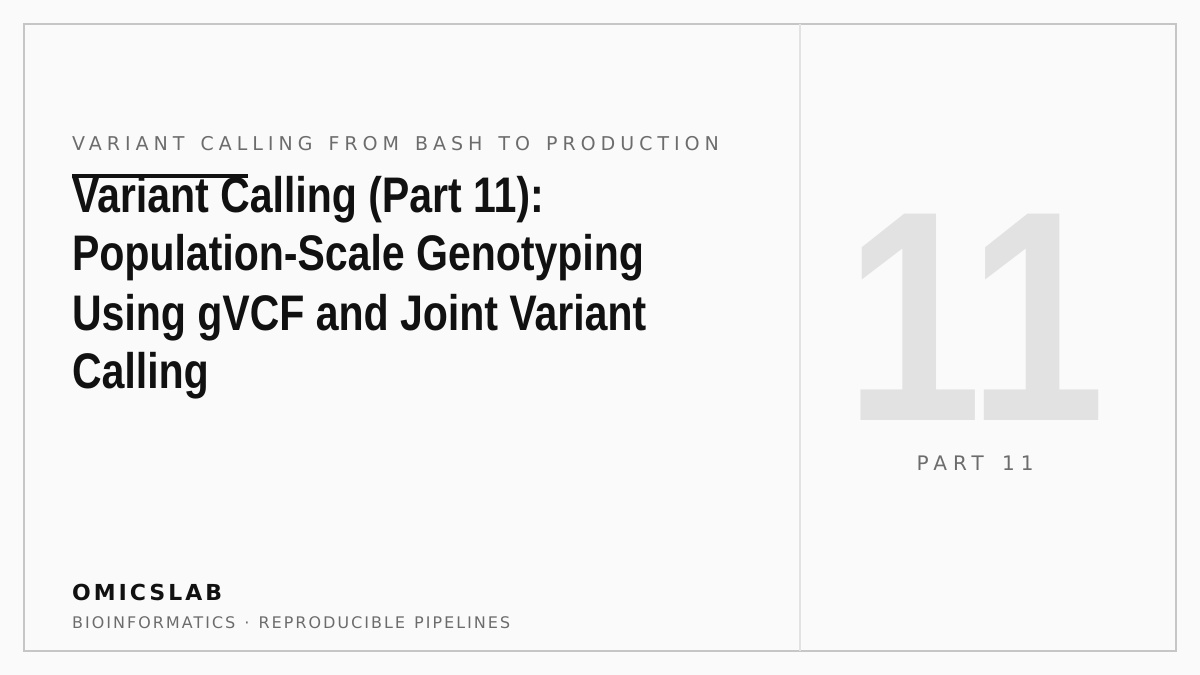 VARIANT CALLING FROM BASH TO PRODUCTION
Variant Calling (Part 11):
Population-Scale Genotyping
Using gVCF and Joint Variant
Calling
11
PART 11
OMICSLAB
BIOINFORMATICS · REPRODUCIBLE PIPELINES